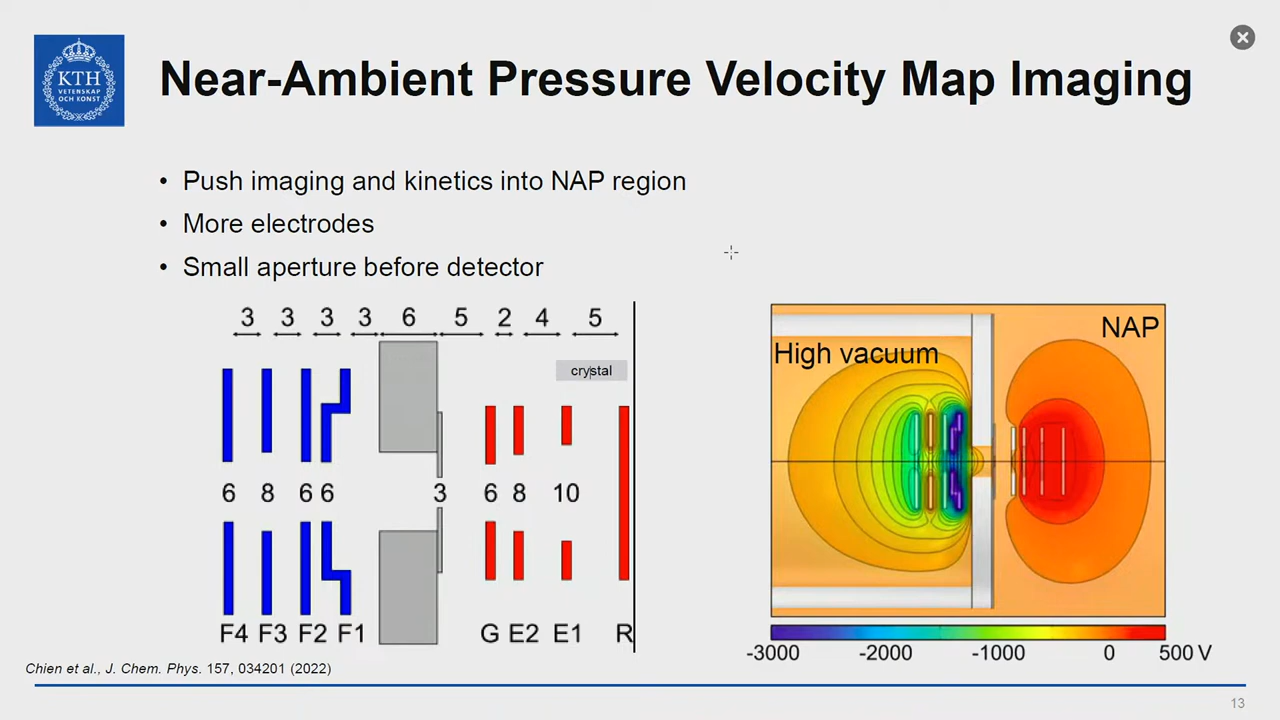 KTH
VETENSKAP
OCH KONST
Near-Ambient Pressure Velocity Map Imaging
• Push imaging and kinetics into NAP region
• More electrodes
• Small aperture before detector
3 3 3 3 6 5 2 4 5
crystal
6 8 6 6 3 6 8 10
F4 F3 F2 F1 G E2 E1 R
NAP
High vacuum
-3000 -2000 -1000 0 500 V
Chien et al., J. Chem. Phys. 157, 034201 (2022)
13